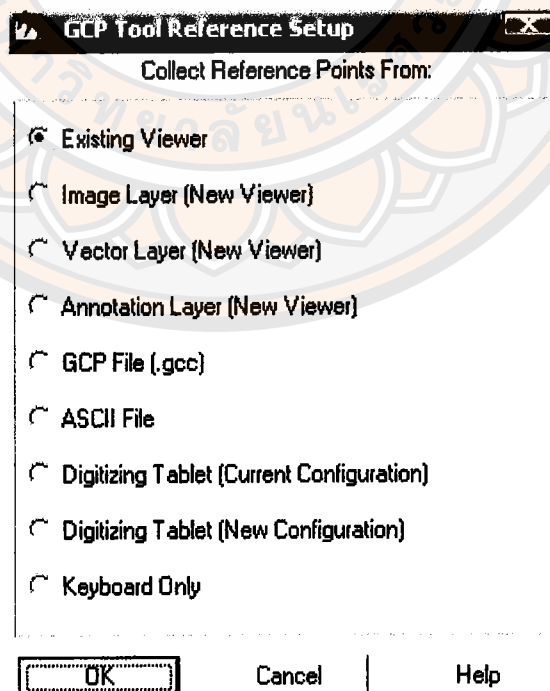 GCP Tool Reference Setup
Collect Reference Points From:
Existing Viewer
Image Layer (New Viewer)
Vector Layer (New Viewer)
Annotation Layer (New Viewer)
GCP File (.gcc)
ASCII File
Digitizing Tablet (Current Configuration)
Digitizing Tablet (New Configuration)
Keyboard Only
OK Cancel Help